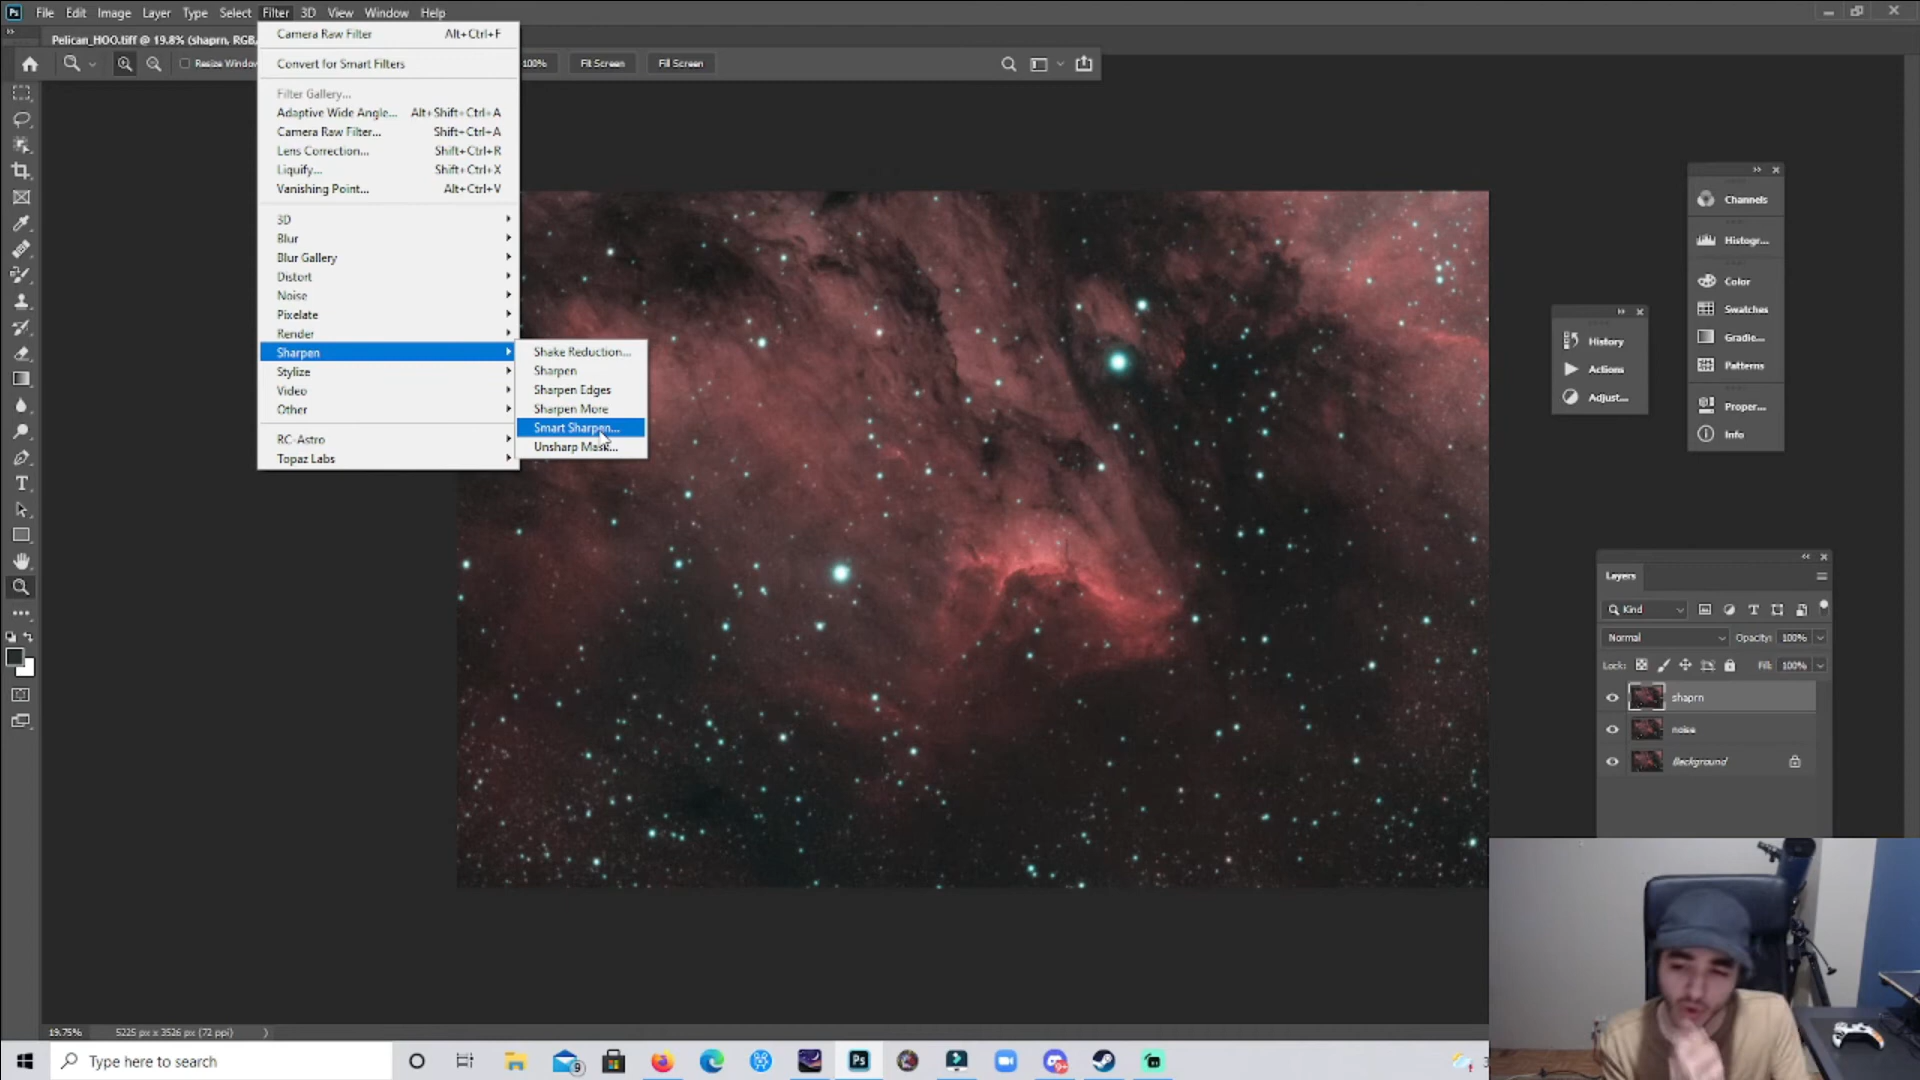 Ps File Edit Image Layer Type Select Filter 3D View Window Help
Pelican_HOO.tiff @ 19.8% (shaprn, RGB/
Resize Window
100% Fit Screen Fill Screen
Camera Raw Filter Alt+Ctrl+F
Convert for Smart Filters
Filter Gallery...
Adaptive Wide Angle... Alt+Shift+Ctrl+A
Camera Raw Filter... Shift+Ctrl+A
Lens Correction... Shift+Ctrl+R
Liquify... Shift+Ctrl+X
Vanishing Point... Alt+Ctrl+V
3D
Blur
Blur Gallery
Distort
Noise
Pixelate
Render
Sharpen
Stylize
Video
Other
RC-Astro
Topaz Labs
Shake Reduction...
Sharpen
Sharpen Edges
Sharpen More
Smart Sharpen...
Unsharp Mask...
Channels
Histogr...
Color
Swatches
Gradie...
Patterns
Proper...
Info
History
Actions
Adjust...
Layers
Kind
Normal Opacity: 100%
Lock: Fill: 100%
shaprn
noise
Background
19.75% 5225 px x 3526 px (72 ppi)
Type here to search
9
Ps